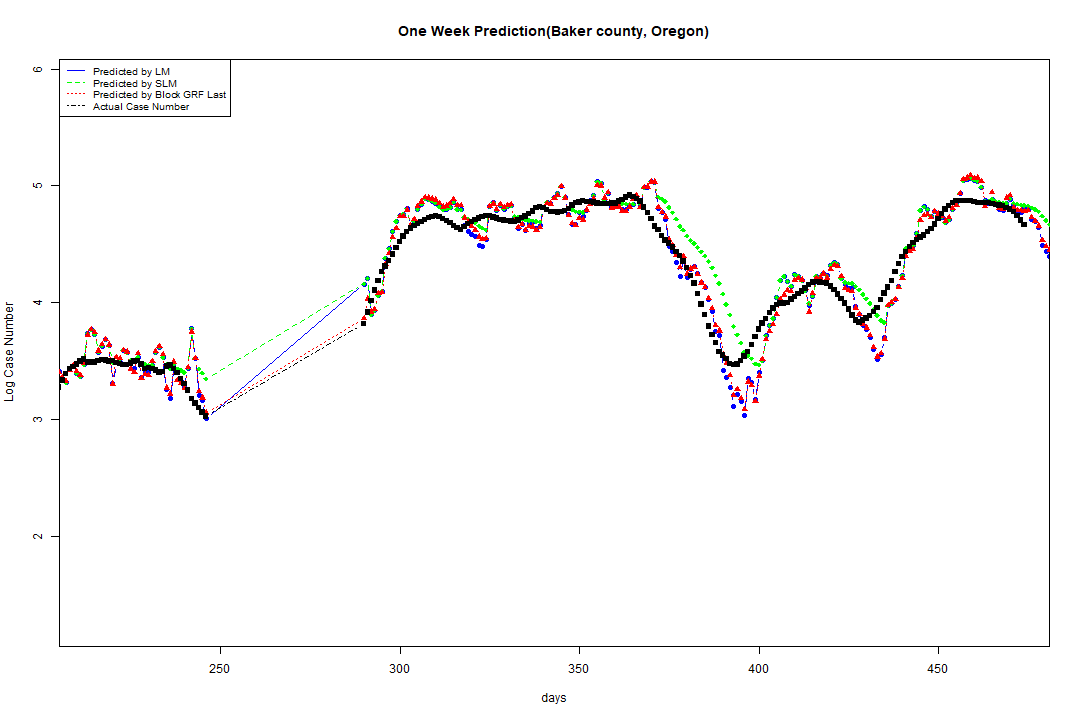 One Week Prediction(Baker county, Oregon)
Predicted by LM
Predicted by SLM
Predicted by Block GRF Last
Actual Case Number
Log Case Number
6
5
4
3
2
250 300 350 400 450
days